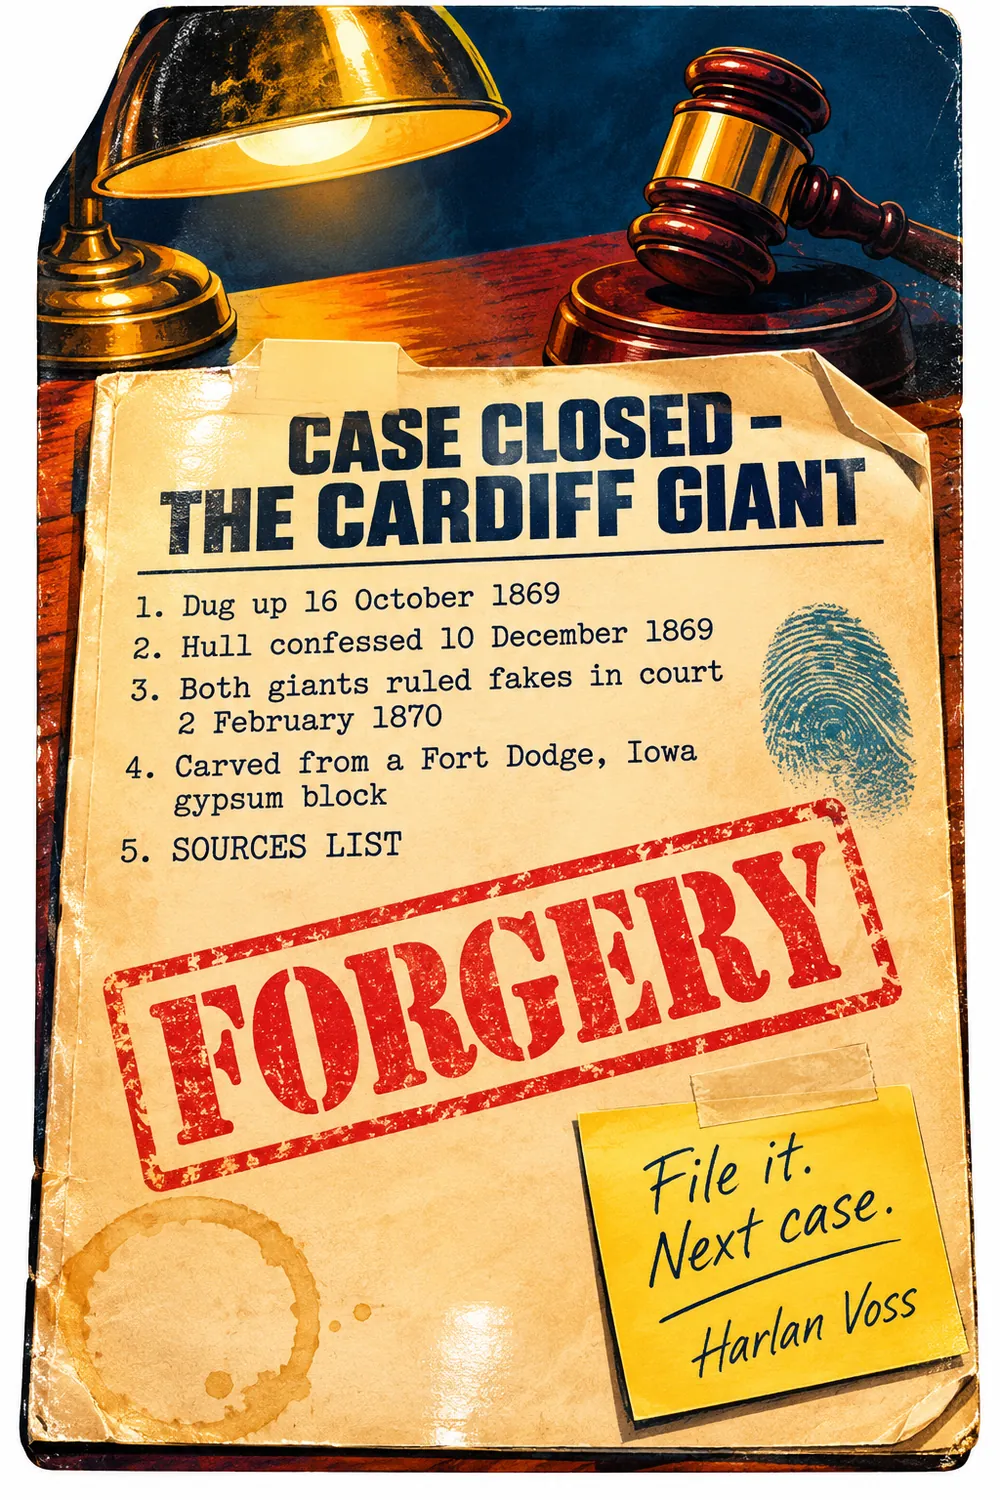 CASE CLOSED –
THE CARDIFF GIANT
1. Dug up 16 October 1869
2. Hull confessed 10 December 1869
3. Both giants ruled fakes in court
2 February 1870
4. Carved from a Fort Dodge, Iowa
gypsum block
5. SOURCES LIST
FORGERY
File it.
Next case.
Harlan Voss